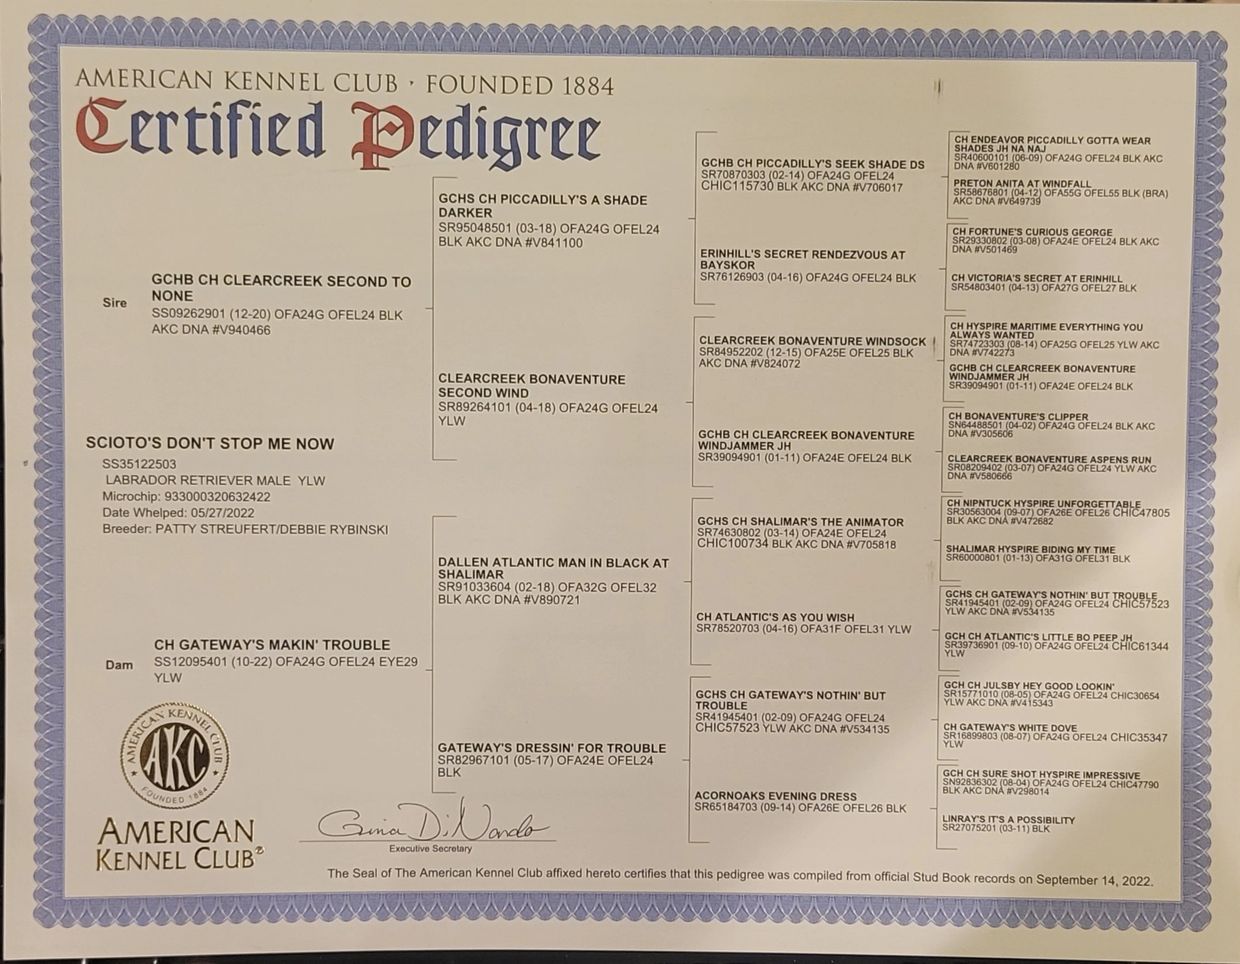 AMERICAN KENNEL CLUB · FOUNDED 1884
Certified Pedigree
Sire
GCHB CH CLEARCREEK SECOND TO
NONE
SS09262901 (12-20) OFA24G OFEL24 BLK
AKC DNA #V940466
SCIOTO'S DON'T STOP ME NOW
SS35122503
LABRADOR RETRIEVER MALE YLW
Microchip: 933000320632422
Date Whelped: 05/27/2022
Breeder: PATTY STREUFERT/DEBBIE RYBINSKI
Dam
CH GATEWAY'S MAKIN' TROUBLE
SS12095401 (10-22) OFA24G OFEL24 EYE29
YLW
GCHS CH PICCADILLY'S A SHADE
DARKER
SR95048501 (03-18) OFA24G OFEL24
BLK AKC DNA #V841100
CLEARCREEK BONAVENTURE
SECOND WIND
SR89264101 (04-18) OFA24G OFEL24
YLW
DALLEN ATLANTIC MAN IN BLACK AT
SHALIMAR
SR91033604 (02-18) OFA32G OFEL32
BLK AKC DNA #V890721
GATEWAY'S DRESSIN' FOR TROUBLE
SR82967101 (05-17) OFA24E OFEL24
BLK
GCHB CH PICCADILLY'S SEEK SHADE DS
SR70870303 (02-14) OFA24G OFEL24
CHIC115730 BLK AKC DNA #V706017
ERINHILL'S SECRET RENDEZVOUS AT
BAYSKOR
SR76126903 (04-16) OFA24G OFEL24 BLK
CLEARCREEK BONAVENTURE WINDSOCK
SR84952202 (12-15) OFA25E OFEL25 BLK
AKC DNA #V824072
GCHB CH CLEARCREEK BONAVENTURE
WINDJAMMER JH
SR39094901 (01-11) OFA24E OFEL24 BLK
GCHS CH SHALIMAR'S THE ANIMATOR
SR74630802 (03-14) OFA24E OFEL24
CHIC100734 BLK AKC DNA #V705818
CH ATLANTIC'S AS YOU WISH
SR78520703 (04-16) OFA31F OFEL31 YLW
GCHS CH GATEWAY'S NOTHIN' BUT
TROUBLE
SR41945401 (02-09) OFA24G OFEL24
CHIC57523 YLW AKC DNA #V534135
ACORNOAKS EVENING DRESS
SR65184703 (09-14) OFA26E OFEL26 BLK
CH ENDEAVOR PICCADILLY GOTTA WEAR
SHADES JH NA NAJ
SR40600101 (06-09) OFA24G OFEL24 BLK AKC
DNA #V601280
PRETON ANITA AT WINDFALL
SR58676801 (04-12) OFA55G OFEL55 BLK (BRA)
AKC DNA #V649739
CH FORTUNE'S CURIOUS GEORGE
SR29330802 (03-08) OFA24E OFEL24 BLK AKC
DNA #V501469
CH VICTORIA'S SECRET AT ERINHILL
SR54803401 (04-13) OFA27G OFEL27 BLK
CH HYSPIRE MARITIME EVERYTHING YOU
ALWAYS WANTED
SR74723303 (08-14) OFA25G OFEL25 YLW AKC
DNA #V742273
GCHB CH CLEARCREEK BONAVENTURE
WINDJAMMER JH
SR39094901 (01-11) OFA24E OFEL24 BLK
CH BONAVENTURE'S CLIPPER
SN64488501 (04-02) OFA24G OFEL24 BLK AKC
DNA #V305606
CLEARCREEK BONAVENTURE ASPENS RUN
SR08209402 (03-07) OFA24G OFEL24 YLW AKC
DNA #V580666
CH NIPNTUCK HYSPIRE UNFORGETTABLE
SR30563004 (09-07) OFA26E OFEL26 CHIC47805
BLK AKC DNA #V472682
SHALIMAR HYSPIRE BIDING MY TIME
SR60000801 (01-13) OFA31G OFEL31 BLK
GCHS CH GATEWAY'S NOTHIN' BUT TROUBLE
SR41945401 (02-09) OFA24G OFEL24 CHIC57523
YLW AKC DNA #V534135
GCH CH ATLANTIC'S LITTLE BO PEEP JH
SR39736901 (09-10) OFA24G OFEL24 CHIC61344
YLW
GCH CH JULSBY HEY GOOD LOOKIN'
SR15771010 (08-05) OFA24G OFEL24 CHIC30654
YLW AKC DNA #V415343
CH GATEWAY'S WHITE DOVE
SR16899803 (08-07) OFA24G OFEL24 CHIC35347
YLW
GCH CH SURE SHOT HYSPIRE IMPRESSIVE
SN92836302 (08-04) OFA24G OFEL24 CHIC47790
BLK AKC DNA #V298014
LINRAY'S IT'S A POSSIBILITY
SR27075201 (03-11) BLK
AMERICAN KENNEL CLUB
AKC
FOUNDED 1884
AMERICAN
KENNEL CLUB®
Gina DiNardo
Executive Secretary
The Seal of The American Kennel Club affixed hereto certifies that this pedigree was compiled from official Stud Book records on September 14, 2022.